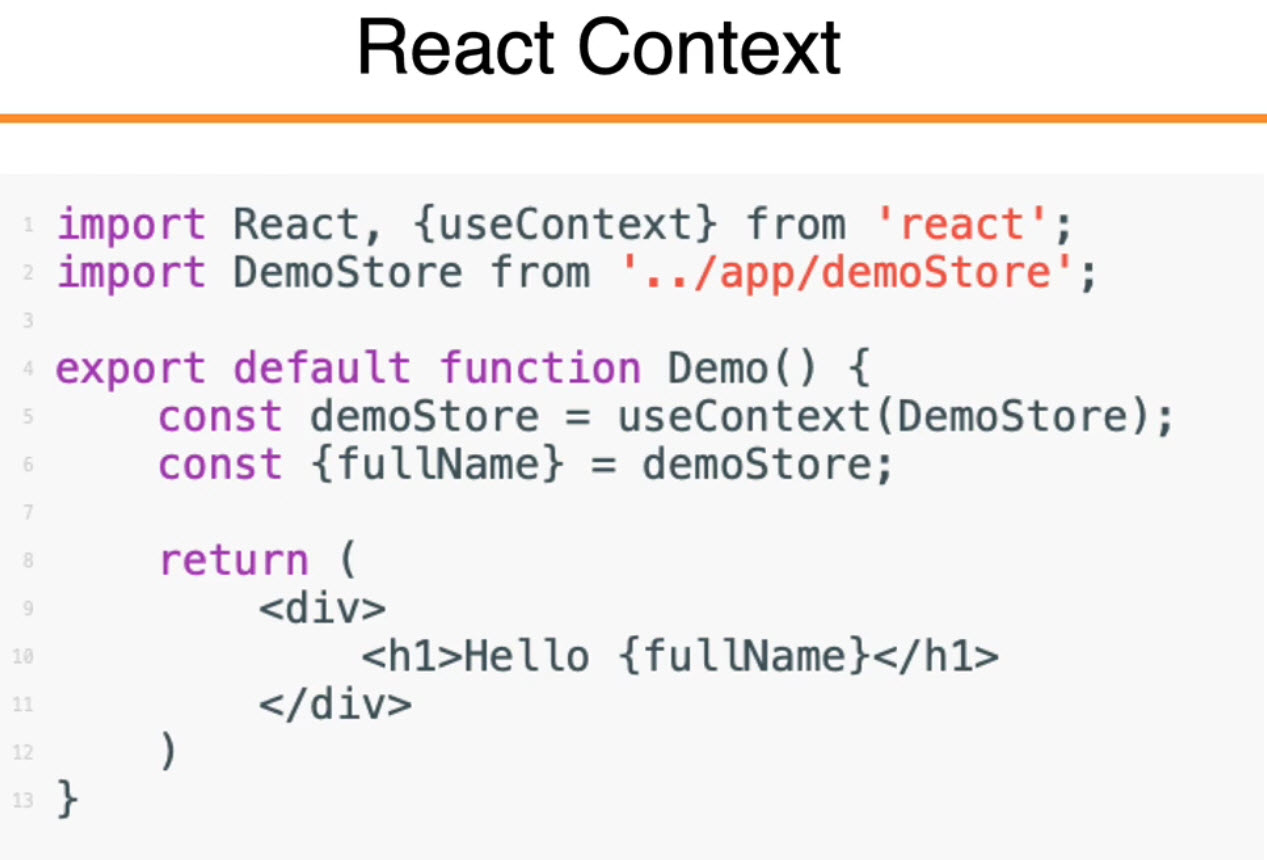 React Context
1 import React, {useContext} from 'react';
2 import DemoStore from '../app/demoStore';
3
4 export default function Demo() {
5     const demoStore = useContext(DemoStore);
6     const {fullName} = demoStore;
7
8     return (
9         <div>
10             <h1>Hello {fullName}</h1>
11         </div>
12     )
13 }